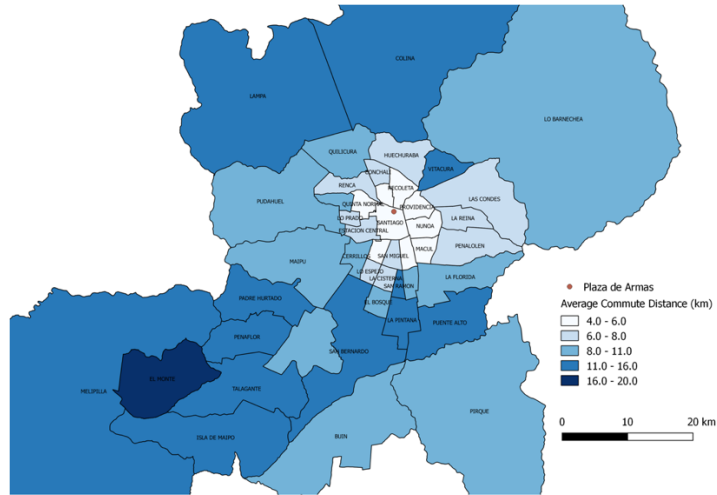 COLINA
LAMPA
LO BARNECHEA
QUILICURA
HUECHURABA
CONCHALI
VITACURA
RENCA
RECOLETA
LAS CONDES
PUDAHUEL
QUINTA NORMAL
PROVIDENCIA
LO PRADO
SANTIAGO
LA REINA
ESTACION CENTRAL
NUNOA
PENALOLEN
MACUL
CERRILLOS
SAN MIGUEL
MAIPU
LO ESPEJO
LA CISTERNA
LA FLORIDA
SAN RAMON
PADRE HURTADO
EL BOSQUE
LA PINTANA
PUENTE ALTO
PENAFLOR
SAN BERNARDO
EL MONTE
MELIPILLA
TALAGANTE
PIRQUE
ISLA DE MAIPO
BUIN
Plaza de Armas
Average Commute Distance (km)
4.0 - 6.0
6.0 - 8.0
8.0 - 11.0
11.0 - 16.0
16.0 - 20.0
0 10 20 km